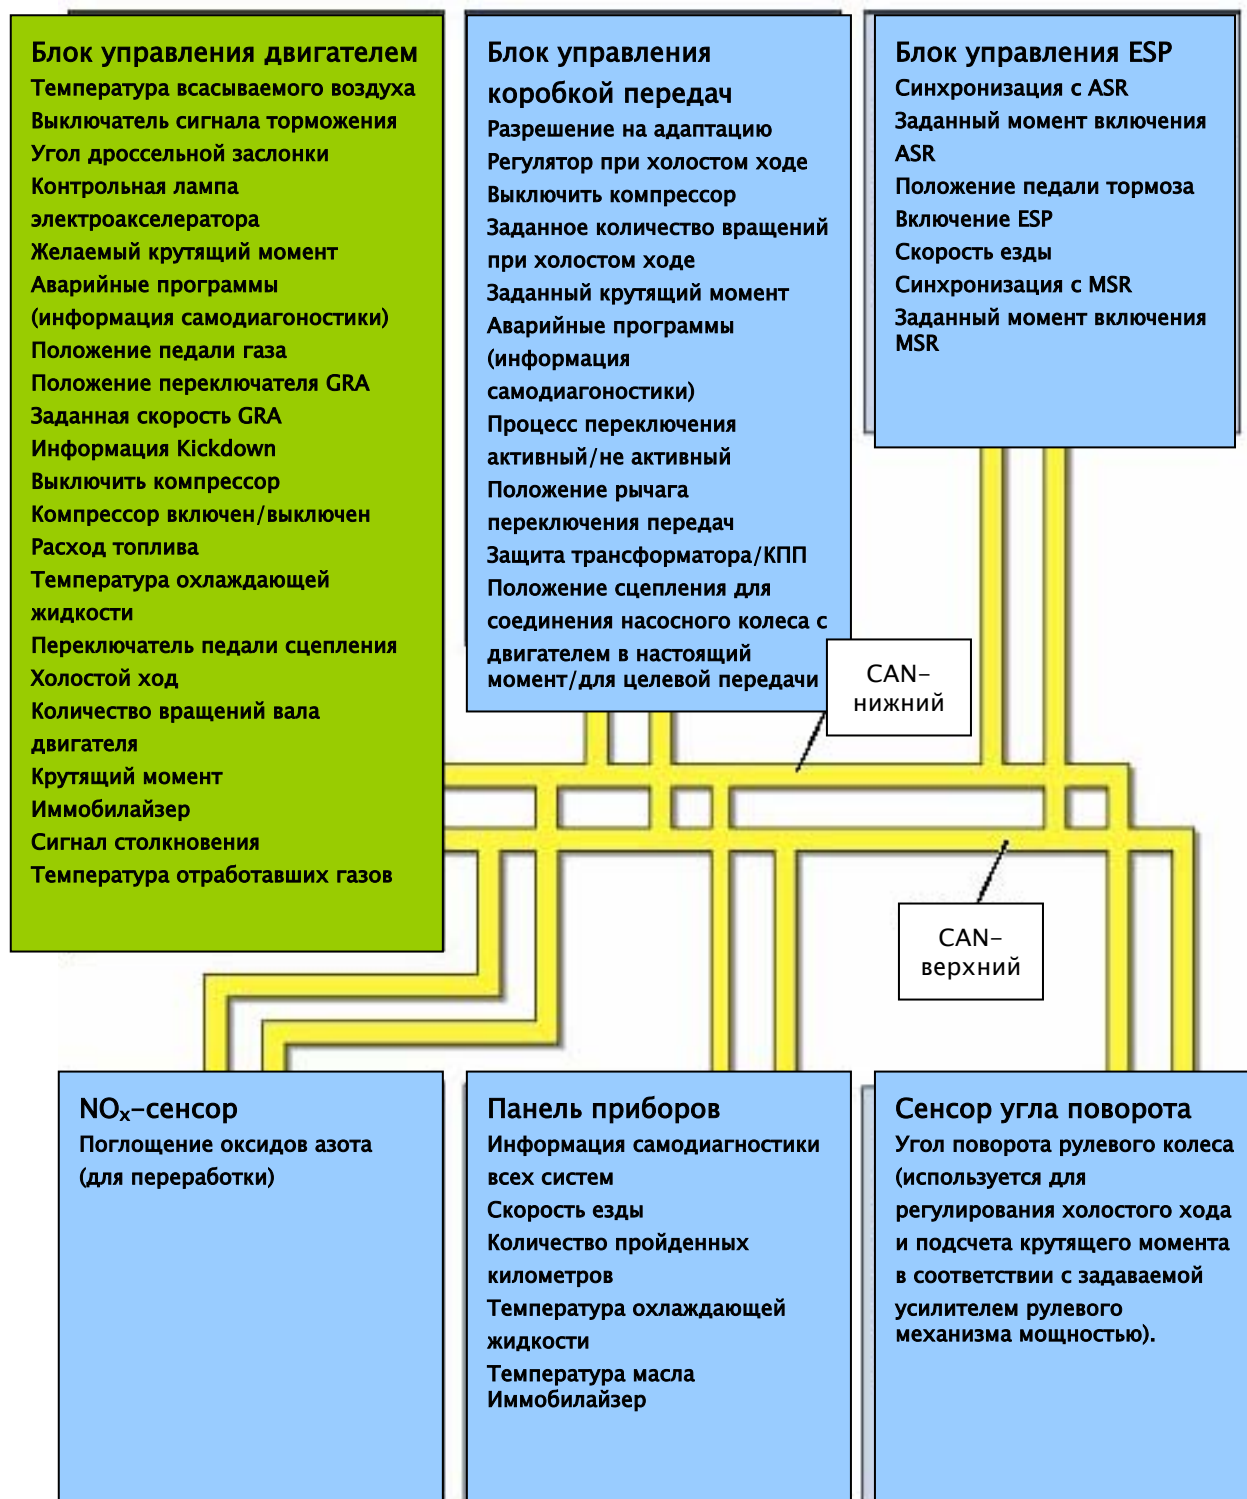 Блок управления двигателем
Температура всасываемого воздуха
Выключатель сигнала торможения
Угол дроссельной заслонки
Контрольная лампа
электроакселератора
Желаемый крутящий момент
Аварийные программы
(информация самодиагоностики)
Положение педали газа
Положение переключателя GRA
Заданная скорость GRA
Информация Kickdown
Выключить компрессор
Компрессор включен/выключен
Расход топлива
Температура охлаждающей
жидкости
Переключатель педали сцепления
Холостой ход
Количество вращений вала
двигателя
Крутящий момент
Иммобилайзер
Сигнал столкновения
Температура отработавших газов
Блок управления
коробкой передач
Разрешение на адаптацию
Регулятор при холостом ходе
Выключить компрессор
Заданное количество вращений
при холостом ходе
Заданный крутящий момент
Аварийные программы
(информация
самодиагоностики)
Процесс переключения
активный/не активный
Положение рычага
переключения передач
Защита трансформатора/КПП
Положение сцепления для
соединения насосного колеса с
двигателем в настоящий
момент/для целевой передачи
Блок управления ESP
Синхронизация с ASR
Заданный момент включения
ASR
Положение педали тормоза
Включение ESP
Скорость езды
Синхронизация с MSR
Заданный момент включения
MSR
CAN-
нижний
CAN-
верхний
NOₓ-сенсор
Поглощение оксидов азота
(для переработки)
Панель приборов
Информация самодиагностики
всех систем
Скорость езды
Количество пройденных
километров
Температура охлаждающей
жидкости
Температура масла
Иммобилайзер
Сенсор угла поворота
Угол поворота рулевого колеса
(используется для
регулирования холостого хода
и подсчета крутящего момента
в соответствии с задаваемой
усилителем рулевого
механизма мощностью).